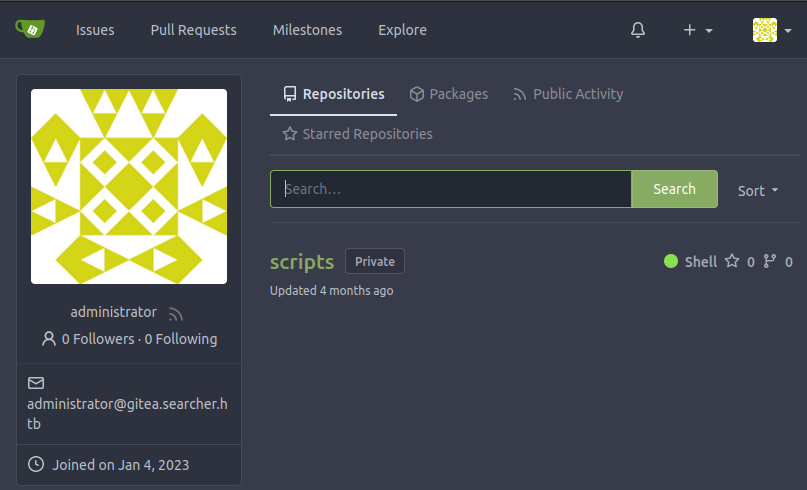 Issues Pull Requests Milestones Explore
Repositories Packages Public Activity
Starred Repositories
Search...
Search
Sort
scripts Private
Shell 0 0
Updated 4 months ago
administrator
0 Followers · 0 Following
administrator@gitea.searcher.h
tb
Joined on Jan 4, 2023